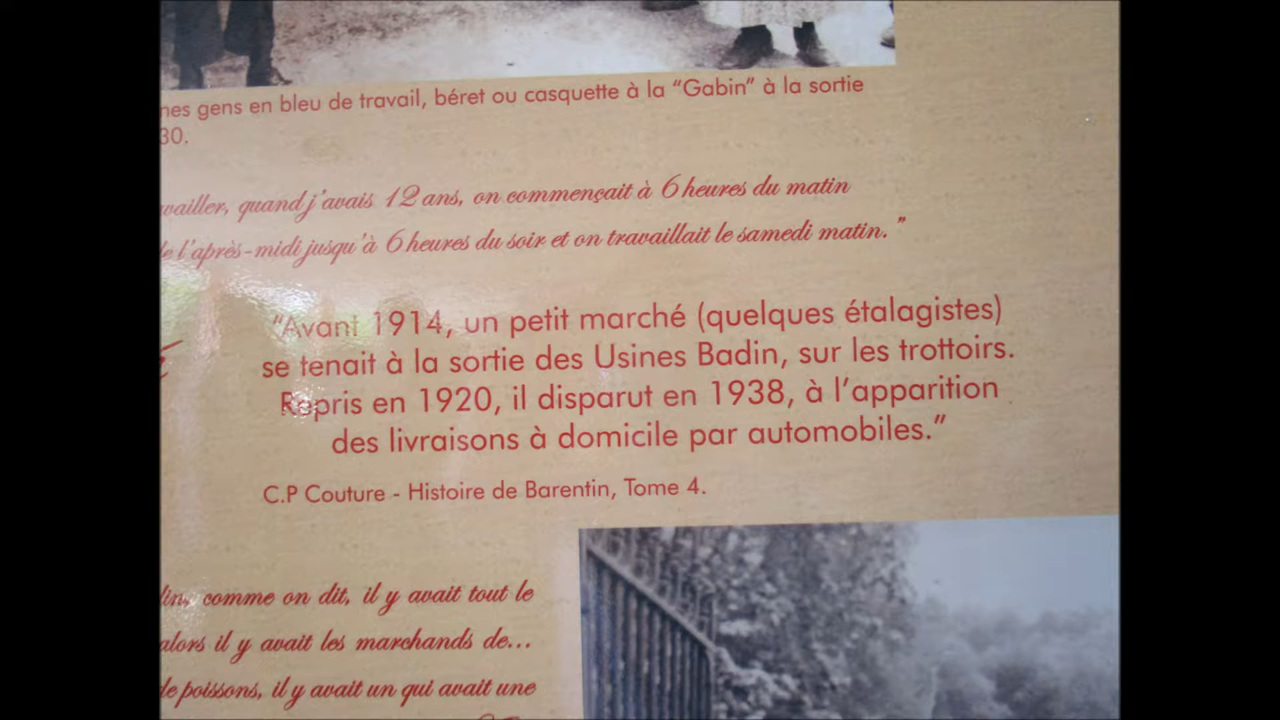 nes gens en bleu de travail, béret ou casquette à la “Gabin” à la sortie
30.
vailler, quand j'avais 12 ans, on commençait à 6 heures du matin
de l'après-midi jusqu'à 6 heures du soir et on travaillait le samedi matin.”
“Avant 1914, un petit marché (quelques étalagistes)
se tenait à la sortie des Usines Badin, sur les trottoirs.
Repris en 1920, il disparut en 1938, à l'apparition
des livraisons à domicile par automobiles.”
C.P Couture - Histoire de Barentin, Tome 4.
comme on dit, il y avait tout le
alors il y avait les marchands de...
de poissons, il y avait un qui avait une